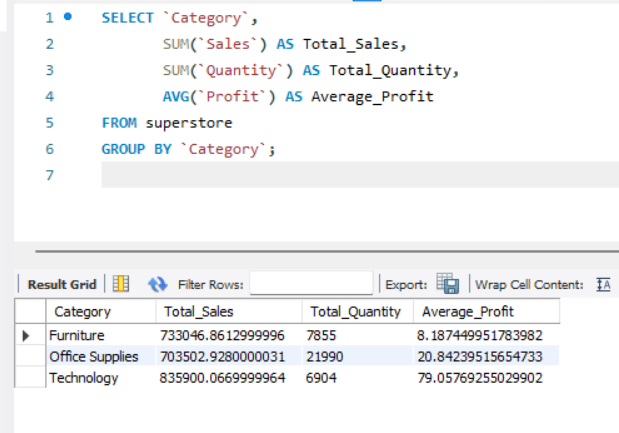 1 SELECT `Category`,
2 SUM(`Sales`) AS Total_Sales,
3 SUM(`Quantity`) AS Total_Quantity,
4 AVG(`Profit`) AS Average_Profit
5 FROM superstore
6 GROUP BY `Category`;
7
Result Grid Filter Rows: Export: Wrap Cell Content: IA
Category Total_Sales Total_Quantity Average_Profit
Furniture 733046.8612999996 7855 8.187449951783982
Office Supplies 703502.9280000031 21990 20.84239515654733
Technology 835900.0669999964 6904 79.05769255029902